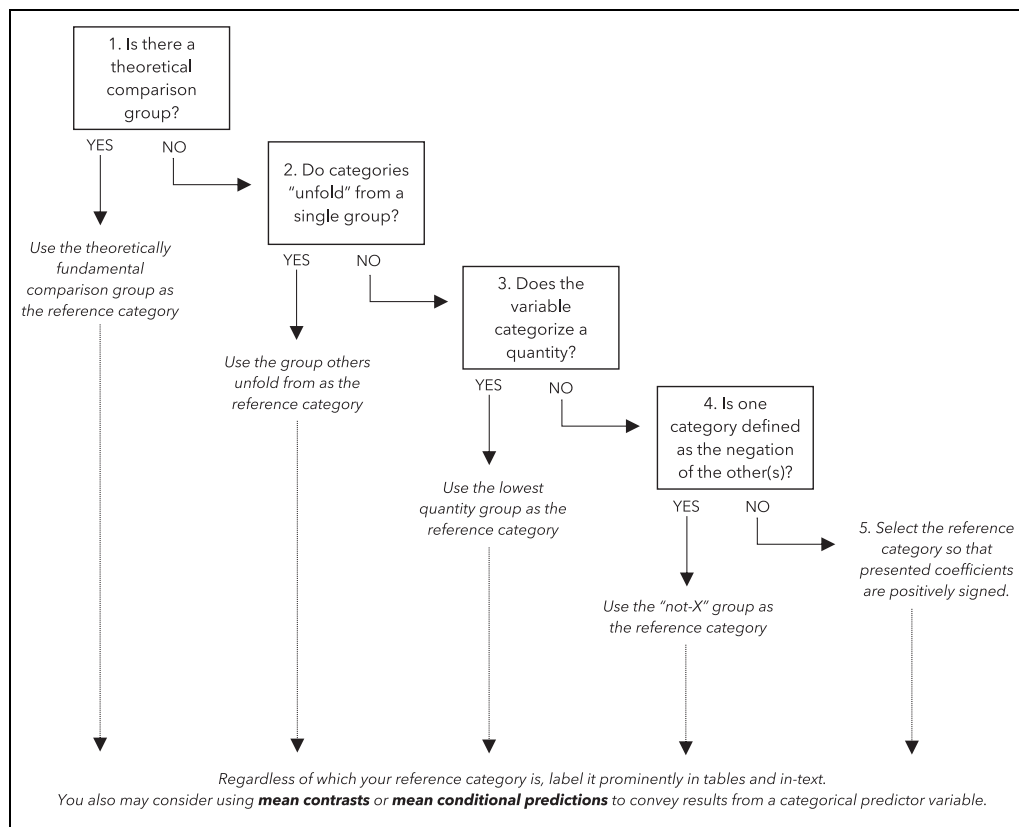 1. Is there a
theoretical
comparison
group?
YES
NO
2. Do categories
“unfold” from a
single group?
Use the theoretically
fundamental
comparison group as
the reference category
YES
NO
3. Does the
variable
categorize a
quantity?
Use the group others
unfold from as the
reference category
YES
NO
4. Is one
category defined
as the negation
of the other(s)?
Use the lowest
quantity group as the
reference category
YES
NO
5. Select the reference
category so that
presented coefficients
are positively signed.
Use the “not-X” group as
the reference category
Regardless of which your reference category is, label it prominently in tables and in-text.
You also may consider using mean contrasts or mean conditional predictions to convey results from a categorical predictor variable.